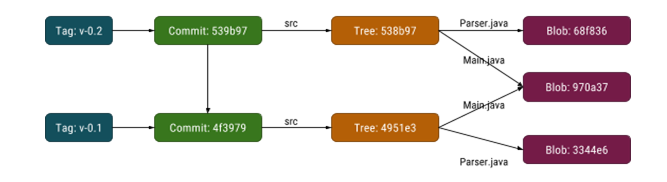 Tag: v-0.2
Commit: 539b97
src
Tree: 538b97
Parser.java
Blob: 68f836
Main.java
Blob: 970a37
Main.java
Tag: v-0.1
Commit: 4f3979
src
Tree: 4951e3
Parser.java
Blob: 3344e6